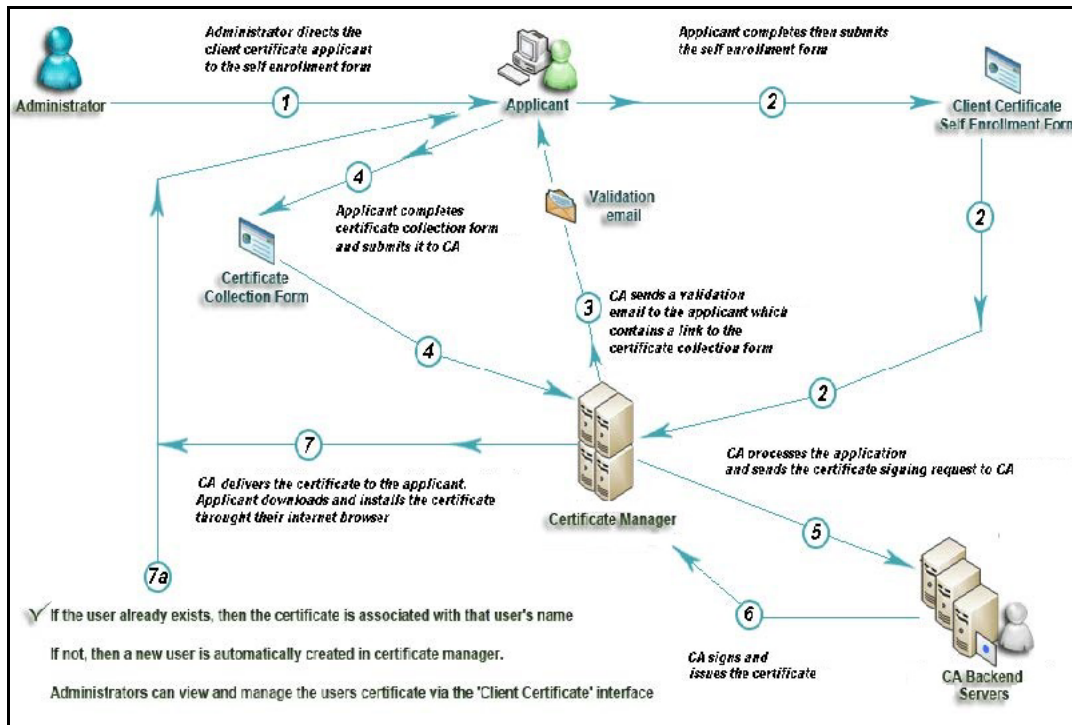 Administrator directs the
client certificate applicant
to the self enrollment form
Applicant completes then submits
the self enrollment form
Administrator
1
Applicant
2
Client Certificate
Self Enrollment Form
4
Applicant completes
certificate collection form
and submits it to CA
Validation
email
2
Certificate
Collection Form
3
CA sends a validation
email to the applicant which
contains a link to the
certificate collection form
4
2
7
CA delivers the certificate to the applicant.
Applicant downloads and installs the certificate
throught their internet browser
CA processes the application
and sends the certificate signing request to CA
Certificate Manager
5
7a
If the user already exists, then the certificate is associated with that user's name
If not, then a new user is automatically created in certificate manager.
Administrators can view and manage the users certificate via the 'Client Certificate' interface
6
CA signs and
issues the certificate
CA Backend
Servers